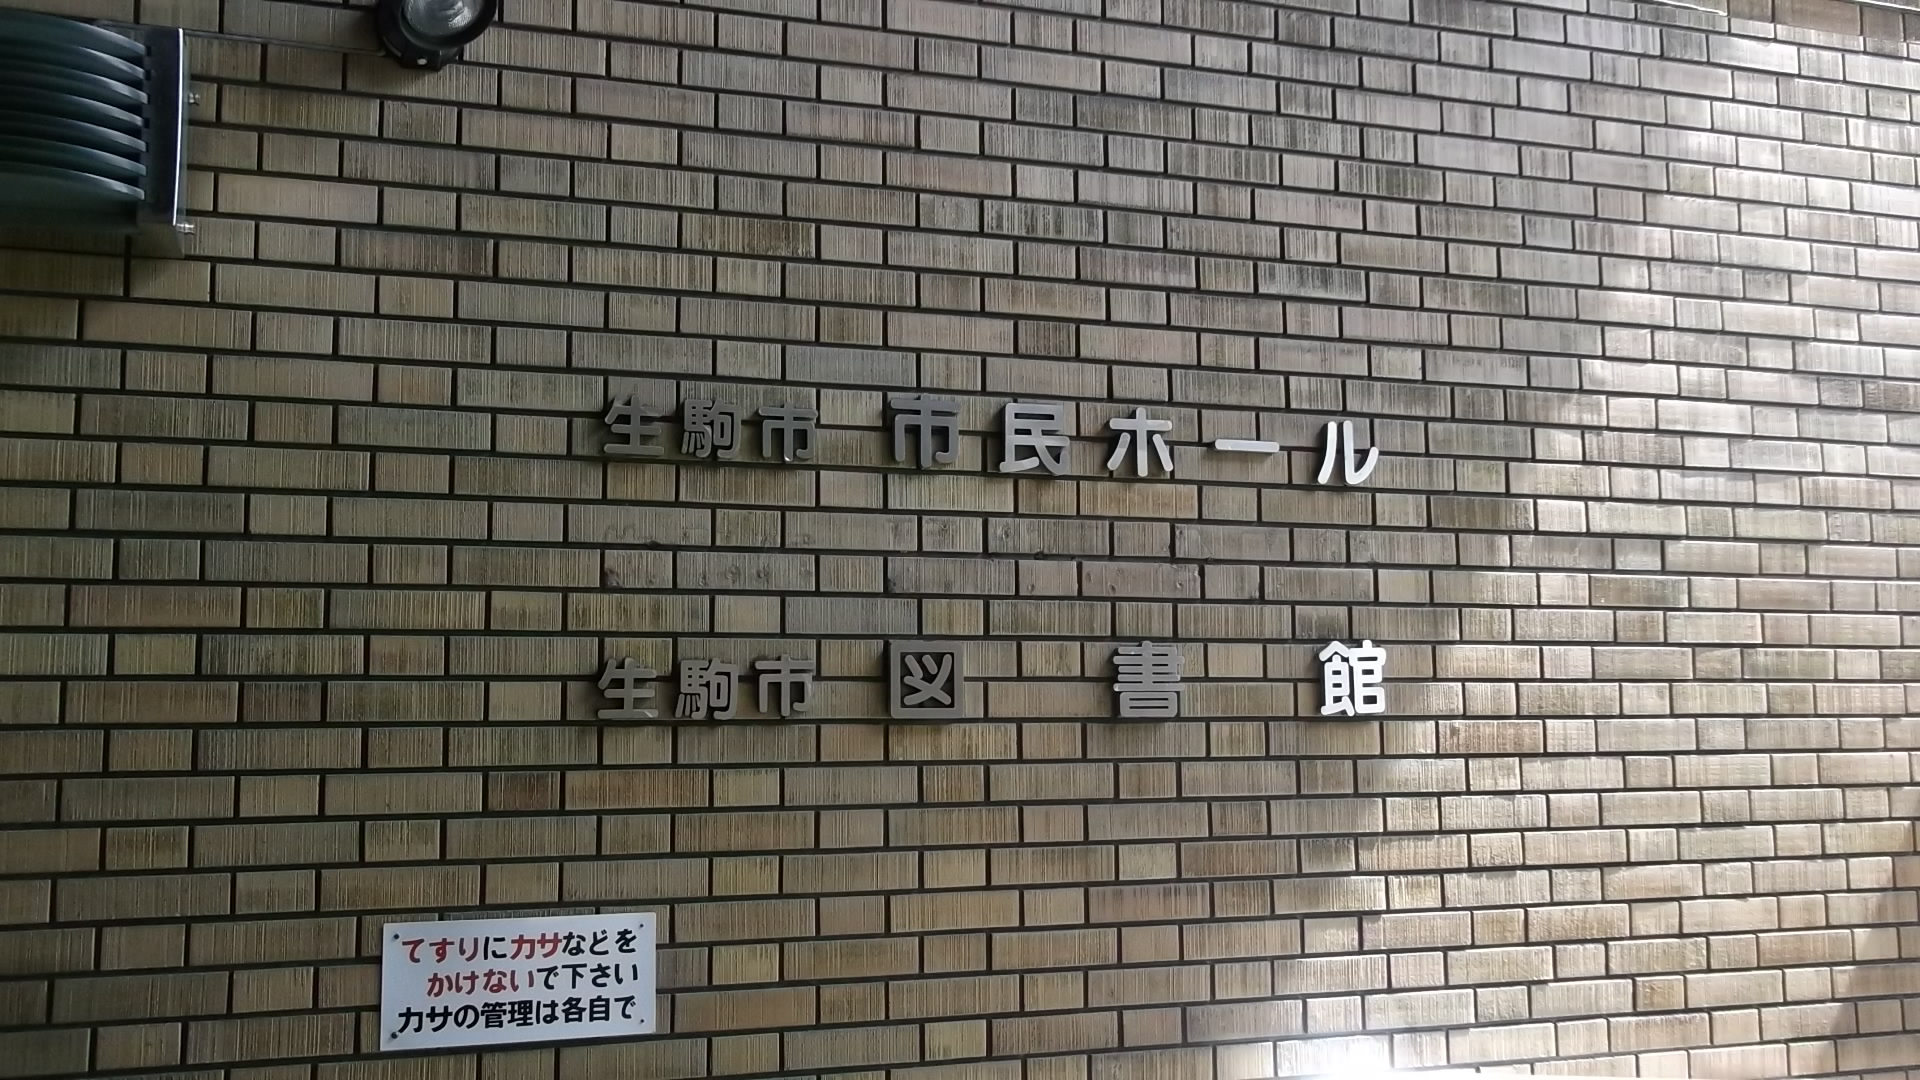 生駒市 市民ホール
生駒市 図書館
てすりにカサなどを
かけないで下さい
カサの管理は各自で